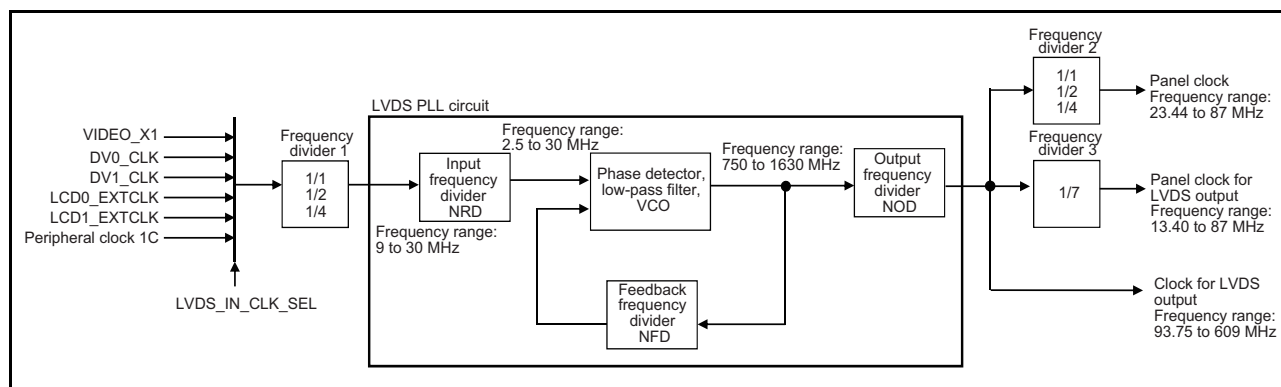 VIDEO_X1
DV0_CLK
DV1_CLK
LCD0_EXTCLK
LCD1_EXTCLK
Peripheral clock 1C
LVDS_IN_CLK_SEL
Frequency
divider 1
1/1
1/2
1/4
LVDS PLL circuit
Input
frequency
divider
NRD
Frequency range:
9 to 30 MHz
Frequency range:
2.5 to 30 MHz
Phase detector,
low-pass filter,
VCO
Feedback
frequency
divider
NFD
Frequency range:
750 to 1630 MHz
Output
frequency
divider
NOD
Frequency
divider 2
1/1
1/2
1/4
Panel clock
Frequency range:
23.44 to 87 MHz
Frequency
divider 3
1/7
Panel clock for
LVDS output
Frequency range:
13.40 to 87 MHz
Clock for LVDS
output
Frequency range:
93.75 to 609 MHz